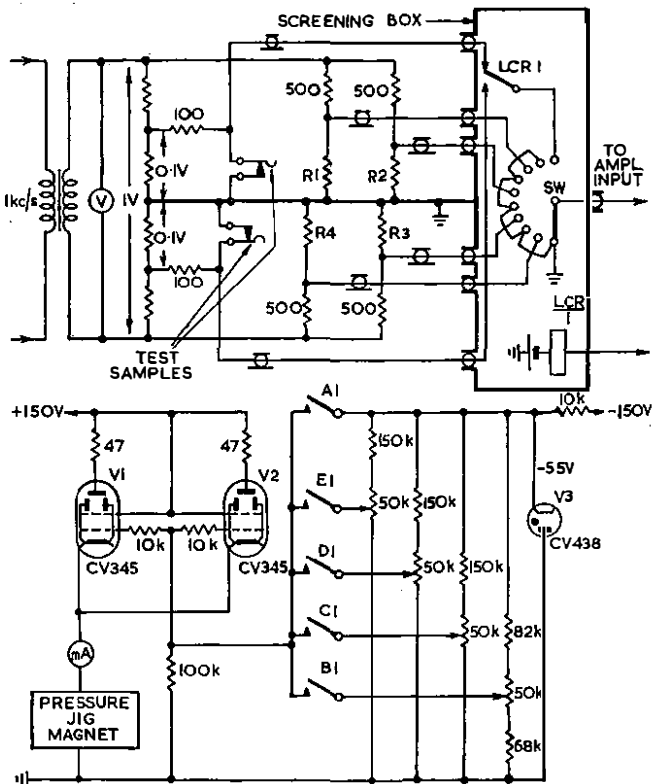 SCREENING BOX
LCR 1
500
500
100
1kc/s
V
1V
0·1V
R1
R2
SW
TO
AMPL
INPUT
0·1V
R4
R3
100
500
500
LCR
1
TEST
SAMPLES
+150V
A1
10k
-150V
47
47
V1
V2
150k
-55V
E1
50k
150k
V3
10k
10k
CV345
CV345
CV438
D1
50k
150k
C1
50k
82k
mA
100k
B1
50k
PRESSURE
JIG
MAGNET
68k